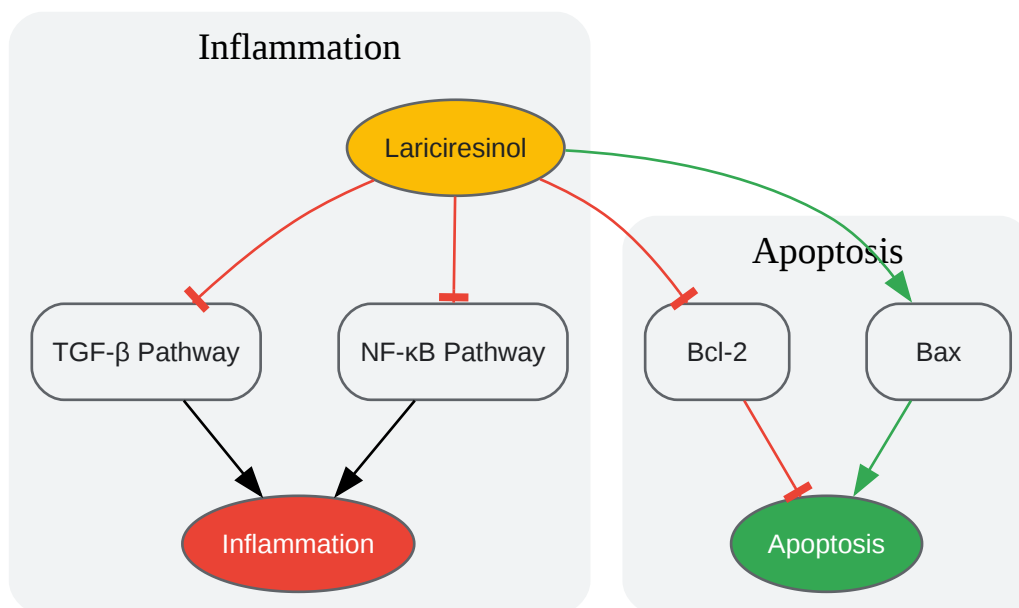 Inflammation
Lariciresinol
Apoptosis
TGF-β Pathway
NF-κB Pathway
Bcl-2
Bax
Inflammation
Apoptosis